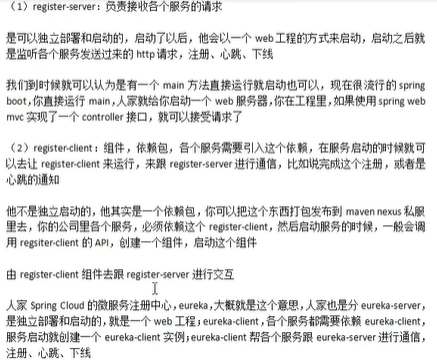 （1）register-server：负责接收各个服务的请求
是可以独立部署和启动的，启动了以后，他会以一个 web 工程的方式来启动，启动之后就
是监听各个服务发送过来的 http 请求，注册、心跳、下线
我们到时候就可以认为是有一个 main 方法直接运行就启动也可以，现在很流行的 spring
boot，你直接运行 main，人家就给你启动一个 web 服务器，你在工程里，如果使用 spring web
mvc 实现了一个 controller 接口，就可以接受请求了
（2）register-client：组件，依赖包，各个服务需要引入这个依赖，在服务启动的时候就可
以去让 register-client 来运行，来跟 register-server 进行通信，比如说完成这个注册，或者是
心跳的通知
他不是独立启动的，他其实是一个依赖包，你可以把这个东西打包发布到 maven nexus 私服
里去，你的公司里各个服务，必须依赖这个 register-client，然后启动服务的时候，一般会调
用 regsiter-client 的 API，创建一个组件，启动这个组件
由 register-client 组件去跟 register-server 进行交互
人家 Spring Cloud 的微服务注册中心，eureka，大概就是这个意思，人家也是分 eureka-server，
是独立部署和启动的，就是一个 web 工程；eureka-client，各个服务都需要依赖 eureka-client，
服务启动就创建一个 eureka-client 实例；eureka-client 帮各个服务跟 eureka-server 进行通信，
注册、心跳、下线